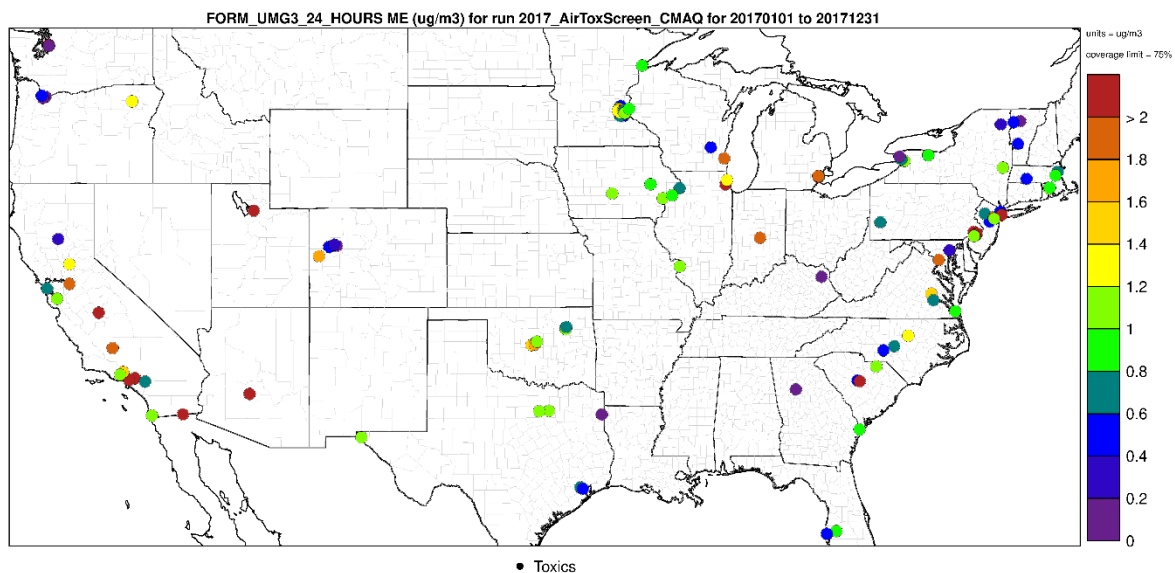 FORM_UMG3_24_HOURS ME (ug/m3) for run 2017_AirToxScreen_CMAQ for 20170101 to 20171231
units = ug/m3
coverage limit = 75%
> 2
1.8
1.6
1.4
1.2
1
0.8
0.6
0.4
0.2
0
Toxics